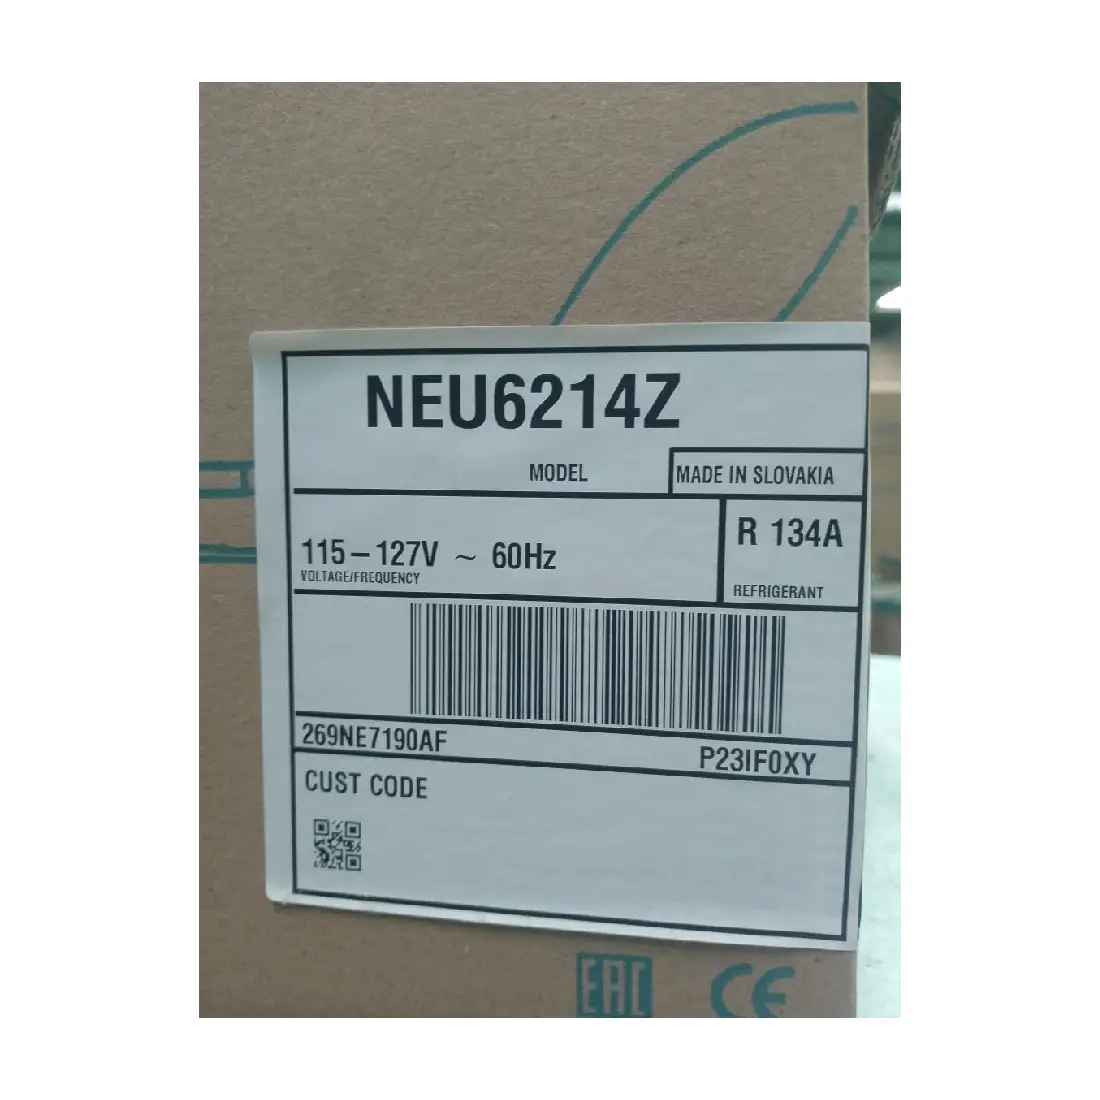 NEU6214Z
MODEL
MADE IN SLOVAKIA
115-127V ~ 60Hz
VOLTAGE/FREQUENCY
R 134A
REFRIGERANT
269NE7190AF
P23IF0XY
CUST CODE
EAC
CE